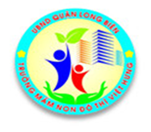 UBND QUẬN LONG BIÊN
TRƯỜNG MẦM NON ĐÔ THỊ VIỆT HƯNG